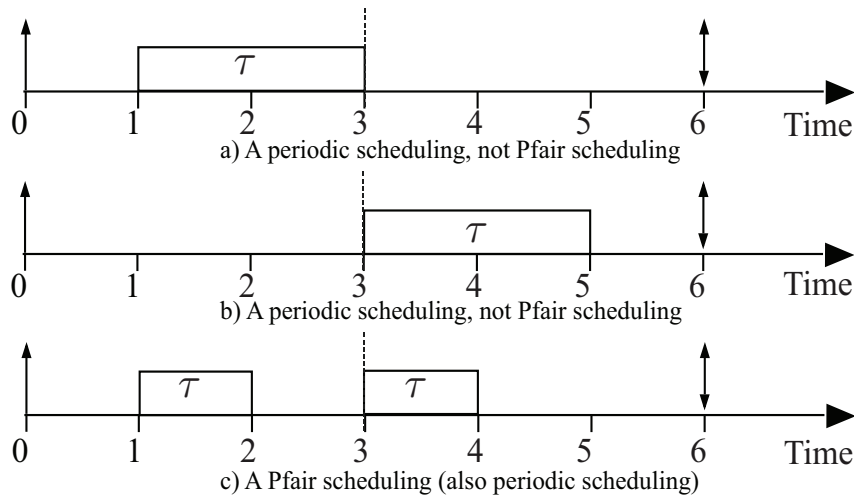 τ
0 1 2 3 4 5 6 Time
a) A periodic scheduling, not Pfair scheduling
τ
0 1 2 3 4 5 6 Time
b) A periodic scheduling, not Pfair scheduling
τ τ
0 1 2 3 4 5 6 Time
c) A Pfair scheduling (also periodic scheduling)